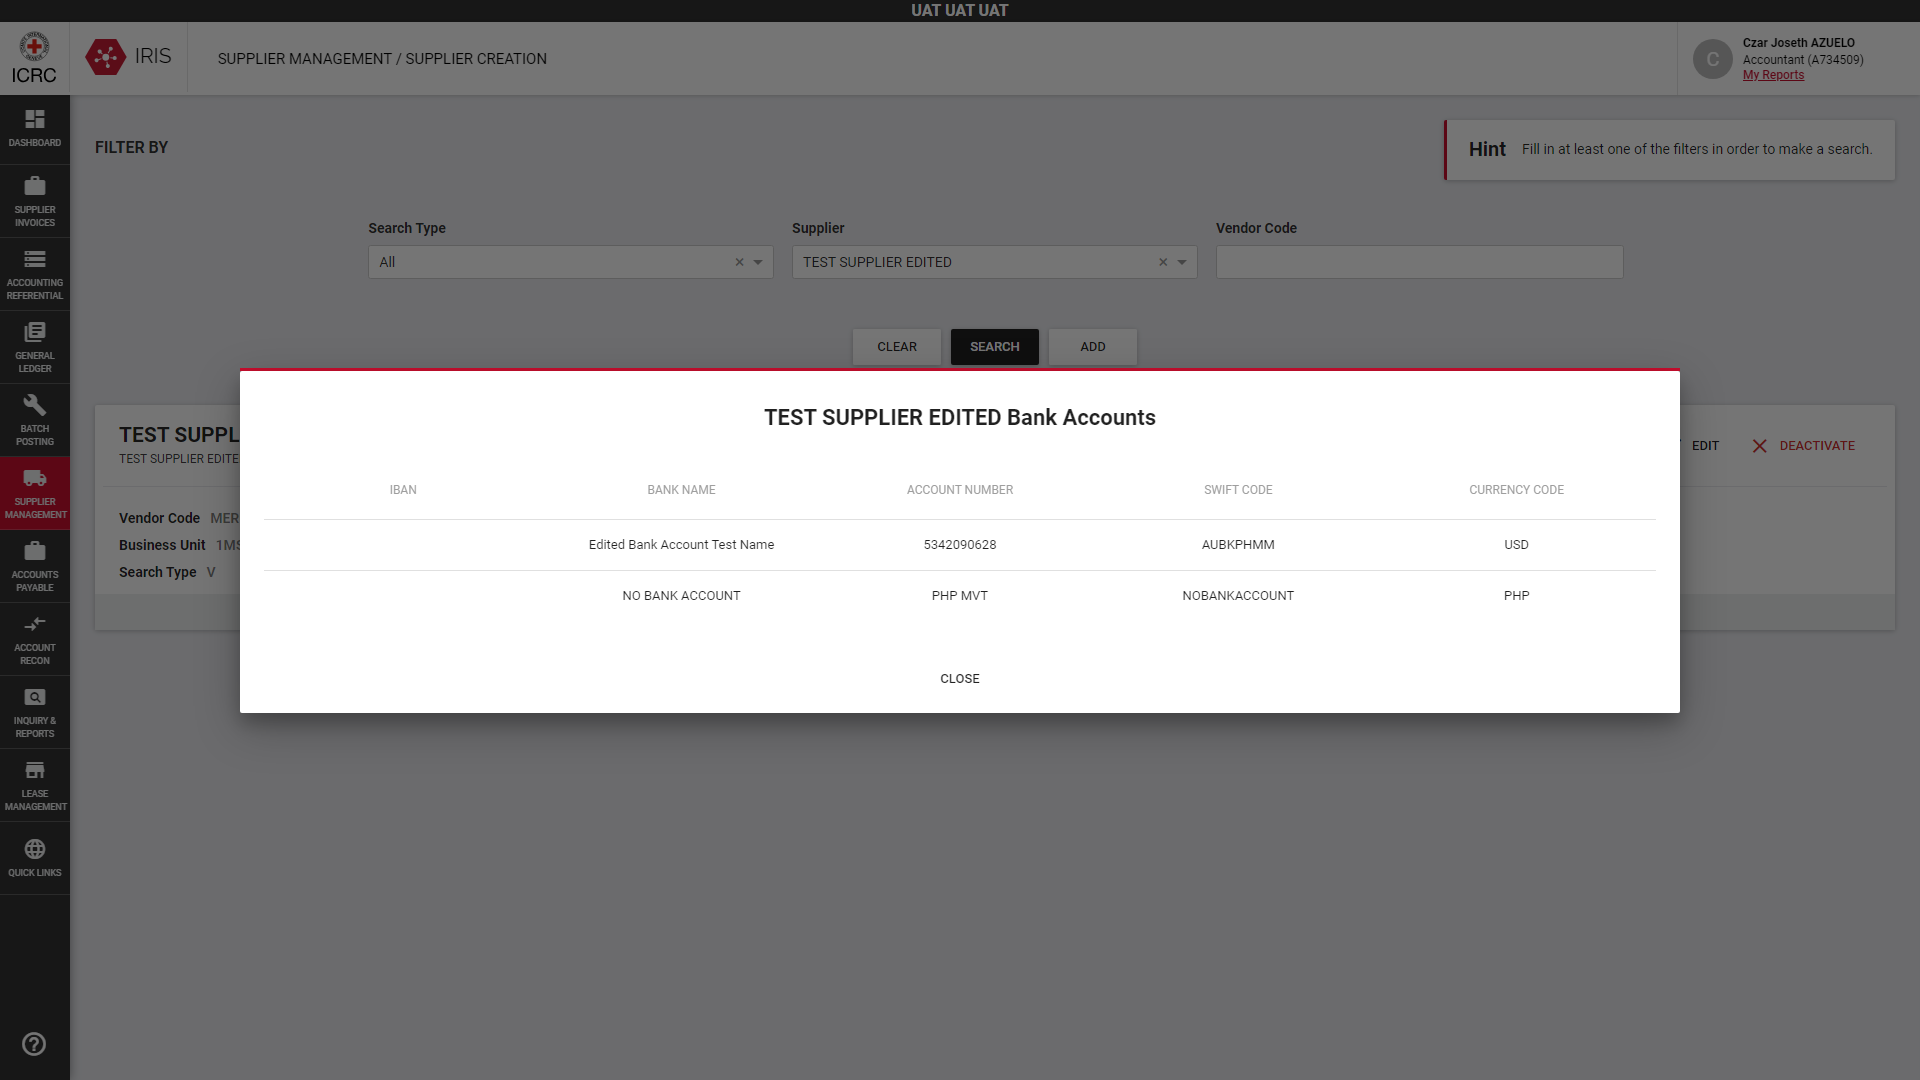 UAT UAT UAT
ICRC
IRIS
SUPPLIER MANAGEMENT / SUPPLIER CREATION
C
Czar Joseth AZUELO
Accountant (A734509)
My Reports
DASHBOARD
SUPPLIER
INVOICES
ACCOUNTING
REFERENTIAL
GENERAL
LEDGER
BATCH
POSTING
SUPPLIER
MANAGEMENT
ACCOUNTS
PAYABLE
ACCOUNT
RECON
INQUIRY &
REPORTS
LEASE
MANAGEMENT
QUICK LINKS
FILTER BY
Hint Fill in at least one of the filters in order to make a search.
Search Type Supplier Vendor Code
All TEST SUPPLIER EDITED
CLEAR SEARCH ADD
TEST SUPPL
TEST SUPPLIER EDITE
EDIT DEACTIVATE
Vendor Code MER
Business Unit 1MS
Search Type V
TEST SUPPLIER EDITED Bank Accounts
IBAN BANK NAME ACCOUNT NUMBER SWIFT CODE CURRENCY CODE
Edited Bank Account Test Name 5342090628 AUBKPHMM USD
NO BANK ACCOUNT PHP MVT NOBANKACCOUNT PHP
CLOSE